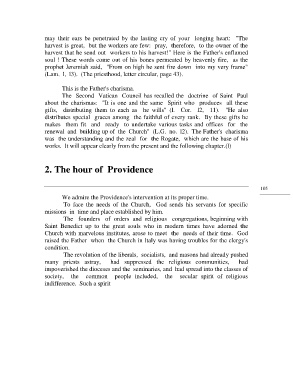 may their ears be penetrated by the lasting cry of your longing heart: "The
harvest is great, but the workers are few: pray, therefore, to the owner of the
harvest that he send out workers to his harvest!" Here is the Father's enflamed
soul ! These words come out of his bones permeated by heavenly fire, as the
prophet Jeremiah said, "From on high he sent fire down into my very frame"
(Lam, 1, 13). (The priesthood, letter circular, page 43).
This is the Father's charisma.
The Second Vatican Council has recalled the doctrine of Saint Paul
about the charismas: "It is one and the same Spirit who produces all these
gifts, distributing them to each as he wills" (I. Cor. 12, 11). "He also
distributes special graces among the faithful of every rank. By these gifts he
makes them fit and ready to undertake various tasks and offices for the
renewal and building up of the Church" (L.G. no. 12). The Father's charisma
was the understanding and the zeal for the Rogate, which are the base of his
works. It will appear clearly from the present and the following chapter.(l)
2. The hour of Providence
103
We admire the Providence's intervention at its proper time.
To face the needs of the Church, God sends his servants for specific
missions in time and place established by him.
The founders of orders and religious congregations, beginning with
Saint Benedict up to the great souls who in modern times have adorned the
Church with marvelous institutes, arose to meet the needs of their time. God
raised the Father when the Church in Italy was having troubles for the clergy's
condition.
The revolution of the liberals, socialists, and masons had already pushed
many priests astray, had suppressed the religious communities, had
impoverished the dioceses and the seminaries, and had spread into the classes of
society, the common people included, the secular spirit of religious
indifference. Such a spirit